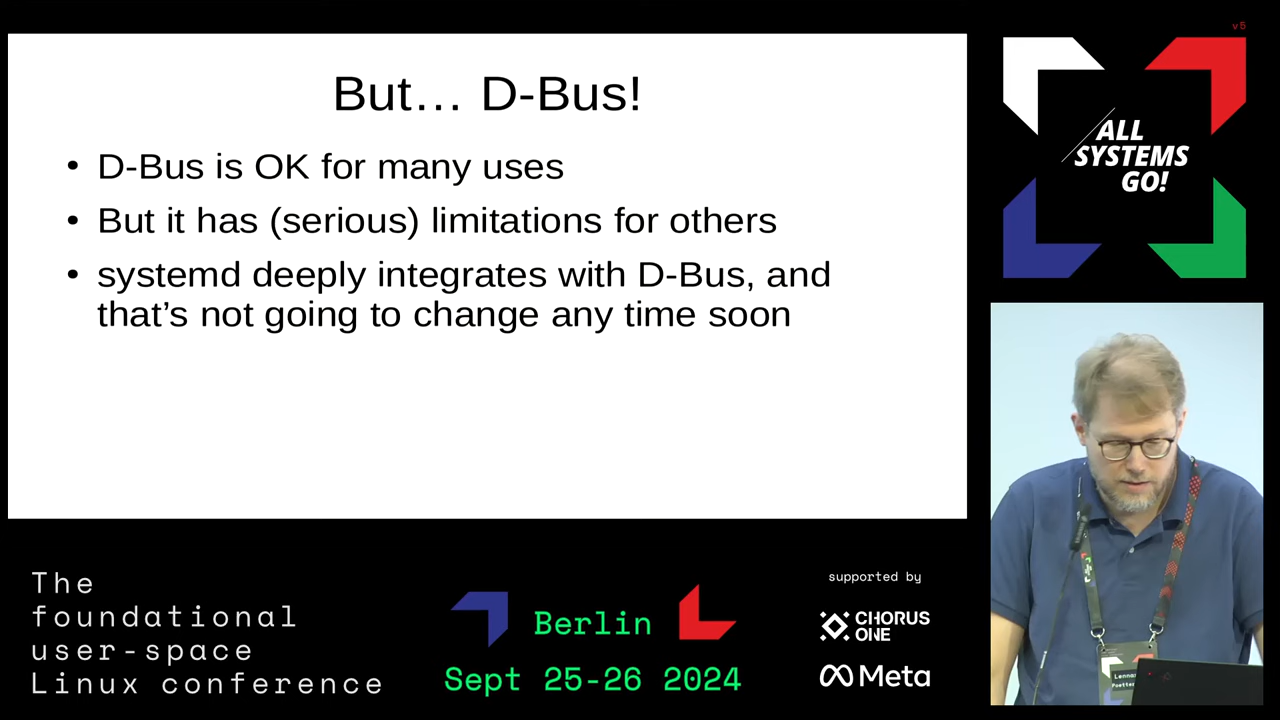 But… D-Bus!
• D-Bus is OK for many uses
• But it has (serious) limitations for others
• systemd deeply integrates with D-Bus, and
that’s not going to change any time soon
v5
ALL
SYSTEMS
GO!
The
foundational
user-space
Linux conference
Berlin
Sept 25-26 2024
supported by
CHORUS
ONE
Meta